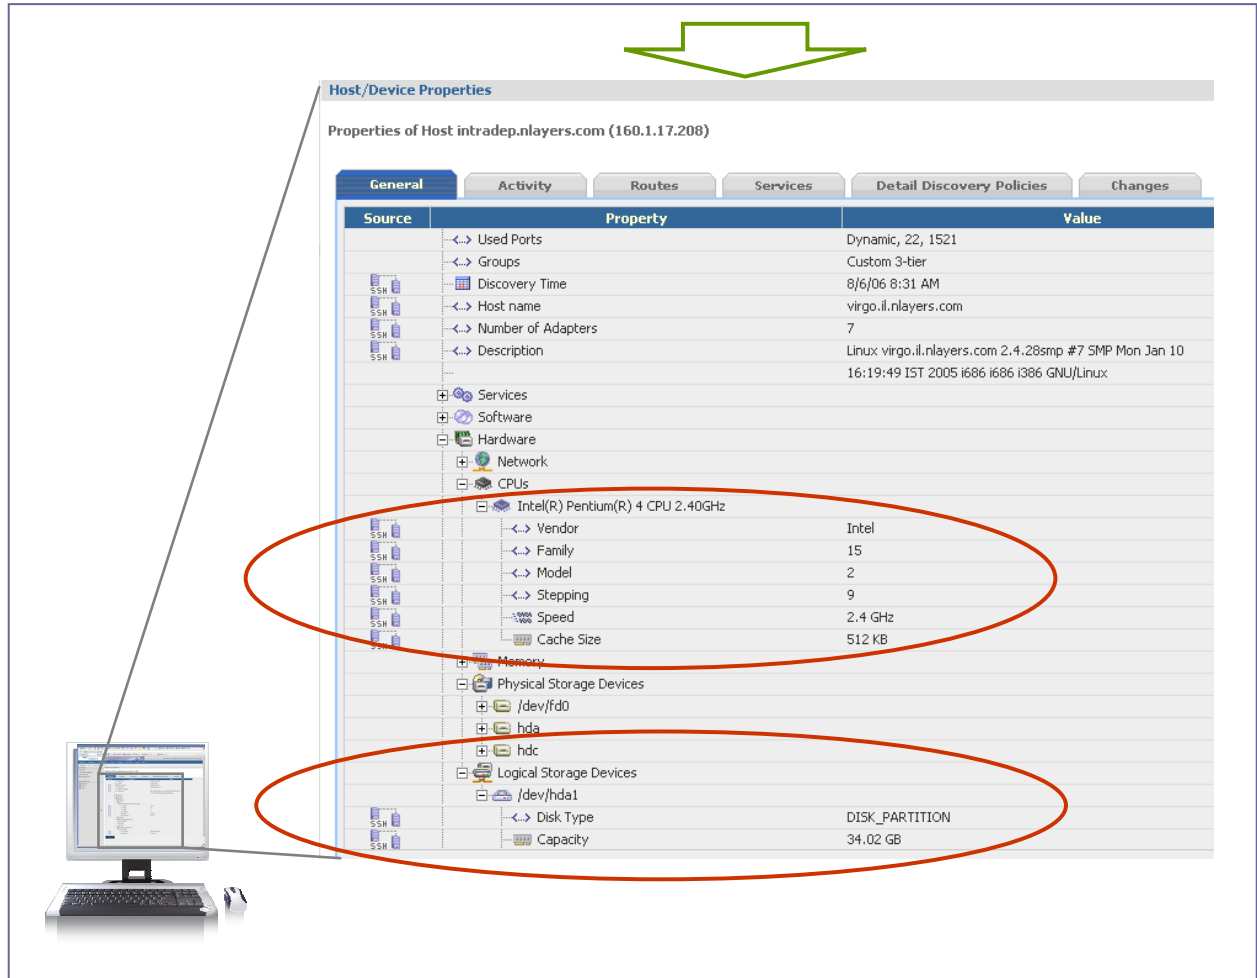 Host/Device Properties
Properties of Host intradep.nlayers.com (160.1.17.208)
General Activity Routes Services Detail Discovery Policies Changes
Source Property Value
<..> Used Ports Dynamic, 22, 1521
<..> Groups Custom 3-tier
SSH Discovery Time 8/6/06 8:31 AM
SSH <..> Host name virgo.il.nlayers.com
SSH <..> Number of Adapters 7
SSH <..> Description Linux virgo.il.nlayers.com 2.4.28smp #7 SMP Mon Jan 10
16:19:49 IST 2005 i686 i686 i386 GNU/Linux
Services
Software
Hardware
Network
CPUs
Intel(R) Pentium(R) 4 CPU 2.40GHz
SSH <..> Vendor Intel
SSH <..> Family 15
SSH <..> Model 2
SSH <..> Stepping 9
SSH Speed 2.4 GHz
SSH Cache Size 512 KB
Memory
Physical Storage Devices
/dev/fd0
hda
hdc
Logical Storage Devices
/dev/hda1
SSH <..> Disk Type DISK_PARTITION
SSH Capacity 34.02 GB